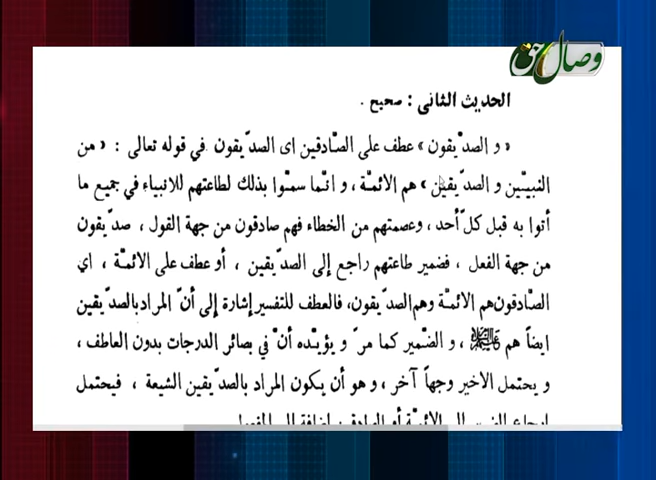 وصال حق
الحديث الثانى : صحيح .
« و الصدّيقون » عطف على الصّادقين اى الصدّيقون في قوله تعالى : « من
النبيّين و الصدّيقين » هم الائمّة ، و انّما سمّوا بذلك لطاعتهم للانبياء في جميع ما
أتوا به قبل كلّ أحد ، وعصمتهم من الخطاء فهم صادقون من جهة القول ، صدّيقون
من جهة الفعل ، فضمير طاعتهم راجع إلى الصدّيقين ، أو عطف على الائمّة ، اي
الصّادقون هم الائمّة وهم الصدّيقون، فالعطف للتفسير إشارة إلى أنّ المراد بالصدّيقين
ايضاً هم ، و الضّمير كما مرّ و يؤيّده أنّ في بصائر الدرجات بدون العاطف ،
و يحتمل الاخير وجهاً آخر ، و هو أن يكون المراد بالصدّيقين الشيعة ، فيحتمل